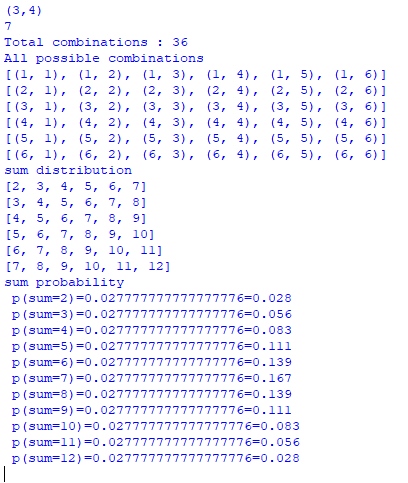 (3,4)
7
Total combinations : 36
All possible combinations
[(1, 1), (1, 2), (1, 3), (1, 4), (1, 5), (1, 6)]
[(2, 1), (2, 2), (2, 3), (2, 4), (2, 5), (2, 6)]
[(3, 1), (3, 2), (3, 3), (3, 4), (3, 5), (3, 6)]
[(4, 1), (4, 2), (4, 3), (4, 4), (4, 5), (4, 6)]
[(5, 1), (5, 2), (5, 3), (5, 4), (5, 5), (5, 6)]
[(6, 1), (6, 2), (6, 3), (6, 4), (6, 5), (6, 6)]
sum distribution
[2, 3, 4, 5, 6, 7]
[3, 4, 5, 6, 7, 8]
[4, 5, 6, 7, 8, 9]
[5, 6, 7, 8, 9, 10]
[6, 7, 8, 9, 10, 11]
[7, 8, 9, 10, 11, 12]
sum probability
p(sum=2)=0.027777777777777776=0.028
p(sum=3)=0.027777777777777776=0.056
p(sum=4)=0.027777777777777776=0.083
p(sum=5)=0.027777777777777776=0.111
p(sum=6)=0.027777777777777776=0.139
p(sum=7)=0.027777777777777776=0.167
p(sum=8)=0.027777777777777776=0.139
p(sum=9)=0.027777777777777776=0.111
p(sum=10)=0.027777777777777776=0.083
p(sum=11)=0.027777777777777776=0.056
p(sum=12)=0.027777777777777776=0.028